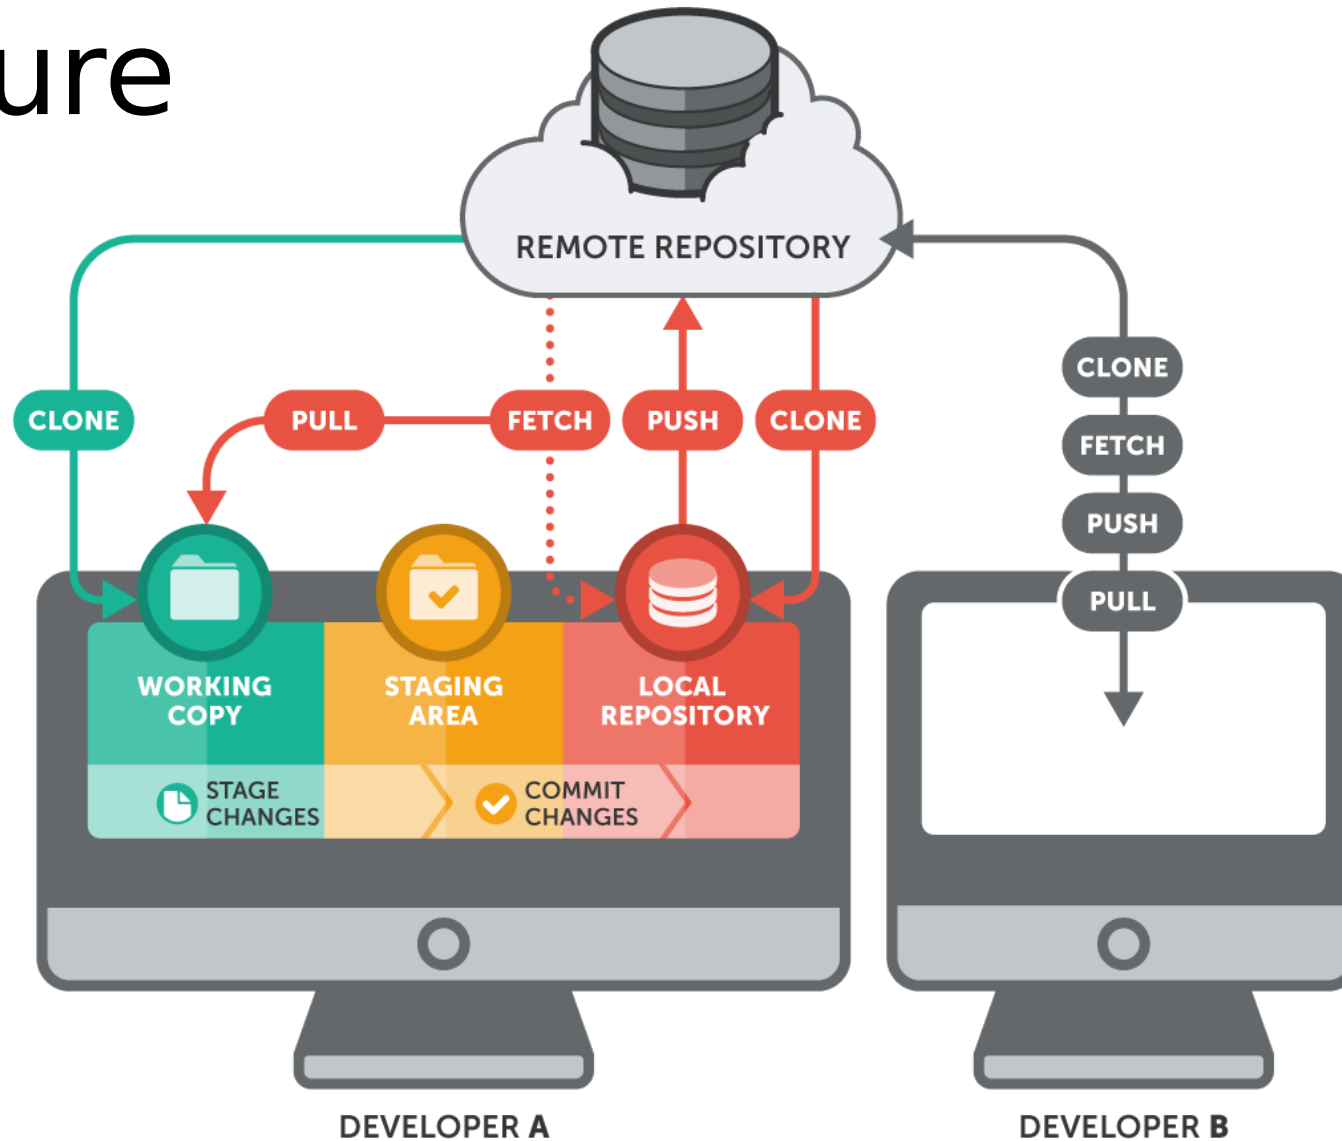 ure
REMOTE REPOSITORY
CLONE
PULL
FETCH
PUSH
CLONE
CLONE
FETCH
PUSH
PULL
WORKING
COPY
STAGING
AREA
LOCAL
REPOSITORY
STAGE
CHANGES
COMMIT
CHANGES
DEVELOPER A
DEVELOPER B